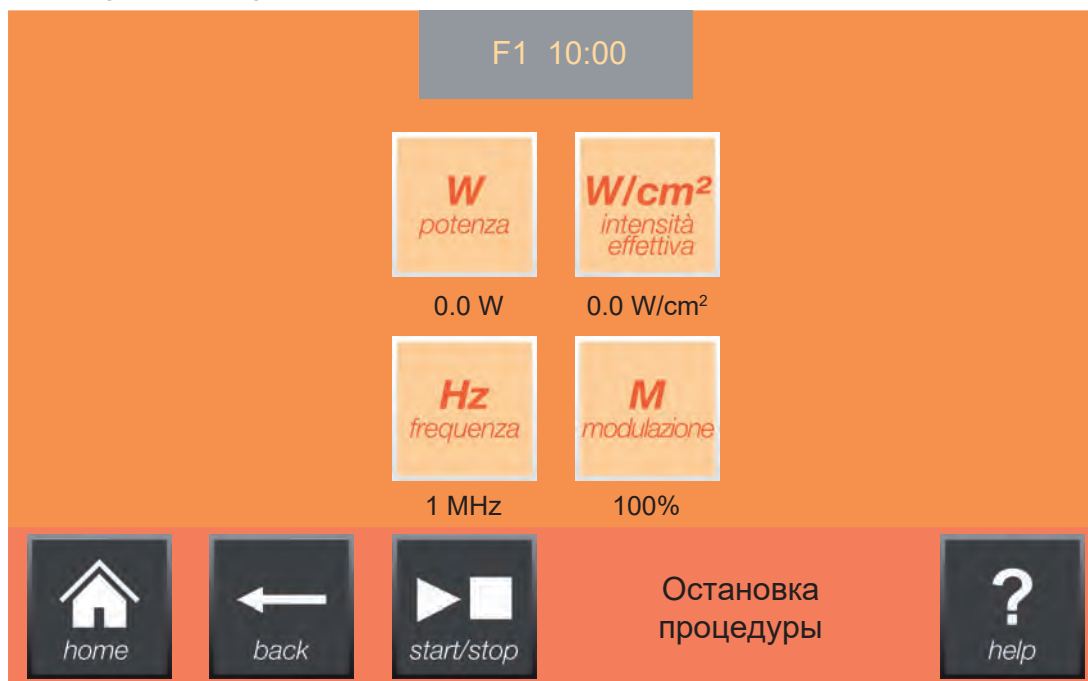 F1 10:00
W
potenza
W/cm²
intensità
effettiva
0.0 W
0.0 W/cm²
Hz
frequenza
M
modulazione
1 MHz
100%
home
back
start/stop
Остановка
процедуры
?
help